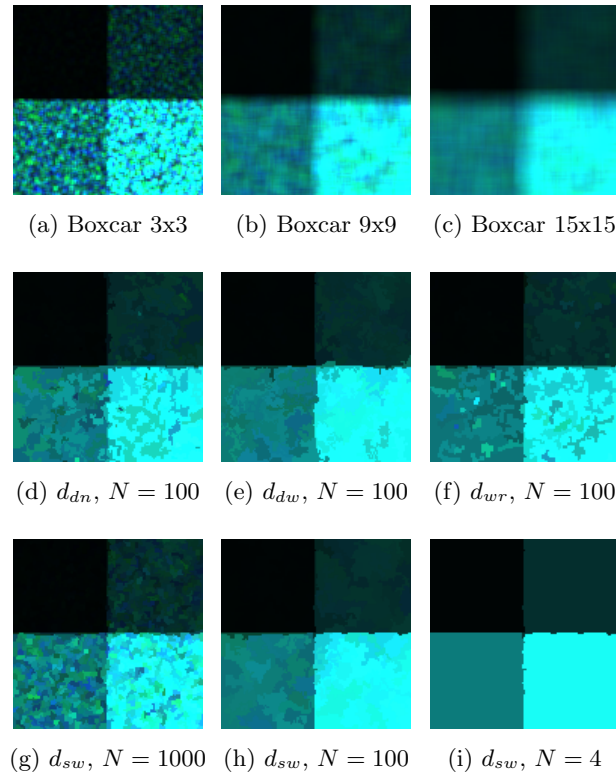 (a) Boxcar 3x3
(b) Boxcar 9x9
(c) Boxcar 15x15
(d) d_{dn}, N = 100
(e) d_{dw}, N = 100
(f) d_{wr}, N = 100
(g) d_{sw}, N = 1000
(h) d_{sw}, N = 100
(i) d_{sw}, N = 4